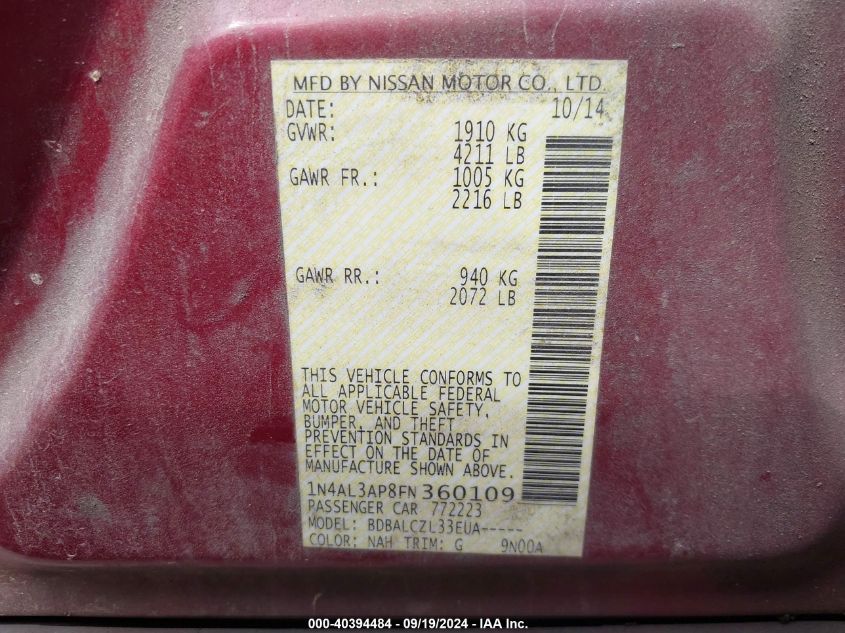 MFD BY NISSAN MOTOR CO., LTD.
DATE: 10/14
GVWR: 1910 KG
4211 LB
GAWR FR.: 1005 KG
2216 LB
GAWR RR.: 940 KG
2072 LB
THIS VEHICLE CONFORMS TO
ALL APPLICABLE FEDERAL
MOTOR VEHICLE SAFETY,
BUMPER, AND THEFT
PREVENTION STANDARDS IN
EFFECT ON THE DATE OF
MANUFACTURE SHOWN ABOVE.
1N4AL3AP8FN360109
PASSENGER CAR 772223
MODEL: BDBALCZL33EUA-----
COLOR: NAH TRIM: G 9N00A
000-40394484 - 09/19/2024 - IAA Inc.